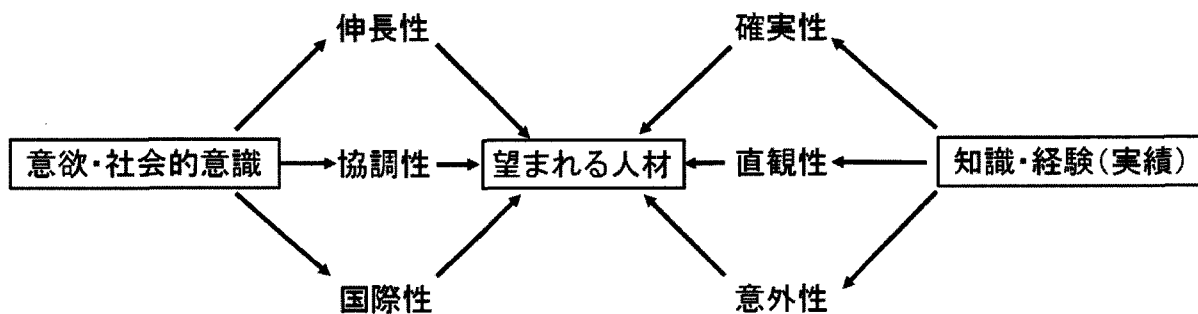 伸長性
確実性
意欲・社会的意識
協調性
望まれる人材
直観性
知識・経験(実績)
国際性
意外性